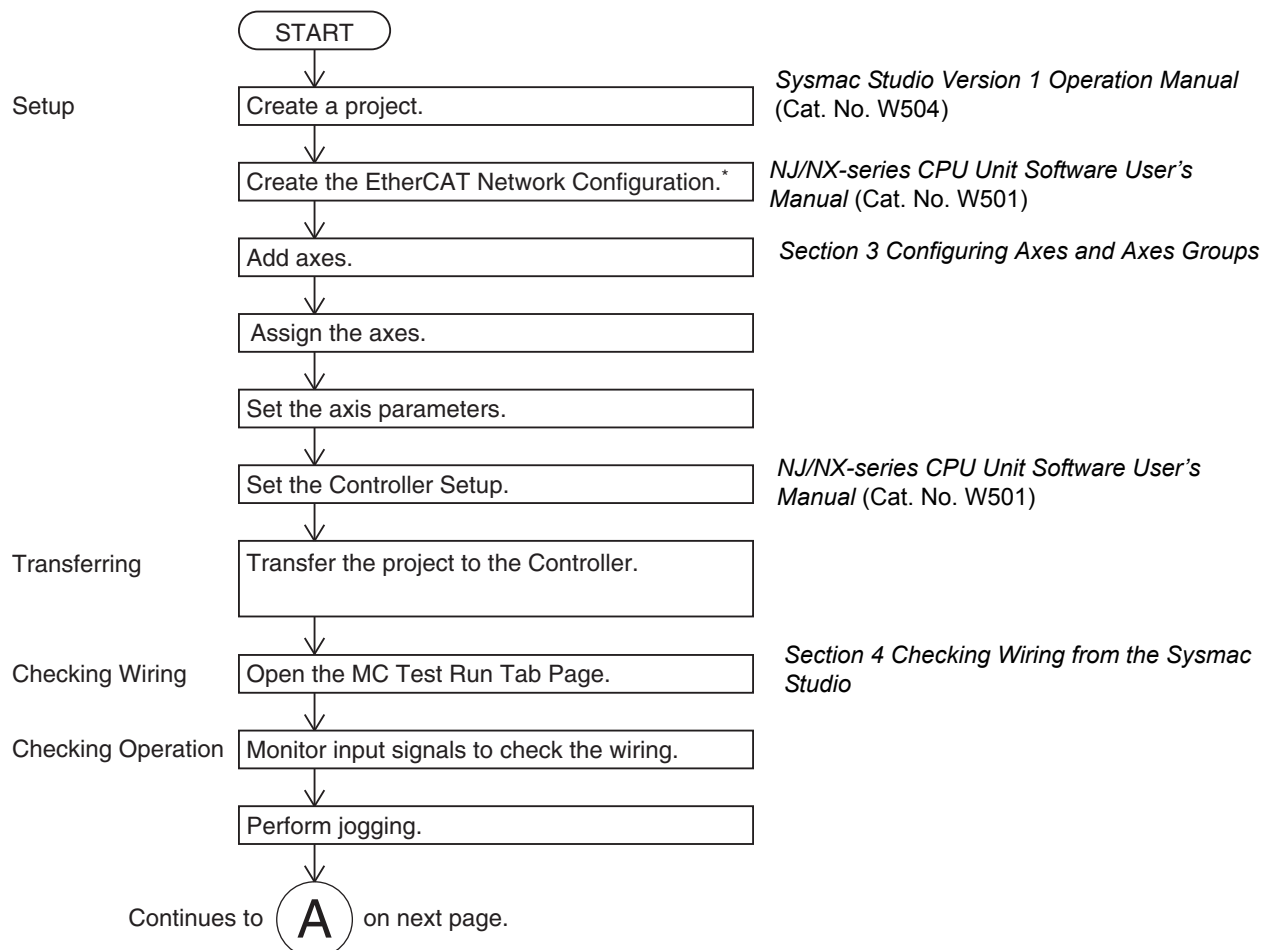 START
Setup
Create a project.
Sysmac Studio Version 1 Operation Manual
(Cat. No. W504)
Create the EtherCAT Network Configuration.*
NJ/NX-series CPU Unit Software User's
Manual (Cat. No. W501)
Add axes.
Section 3 Configuring Axes and Axes Groups
Assign the axes.
Set the axis parameters.
Set the Controller Setup.
NJ/NX-series CPU Unit Software User's
Manual (Cat. No. W501)
Transferring
Transfer the project to the Controller.
Checking Wiring
Open the MC Test Run Tab Page.
Section 4 Checking Wiring from the Sysmac
Studio
Checking Operation
Monitor input signals to check the wiring.
Perform jogging.
Continues to A on next page.